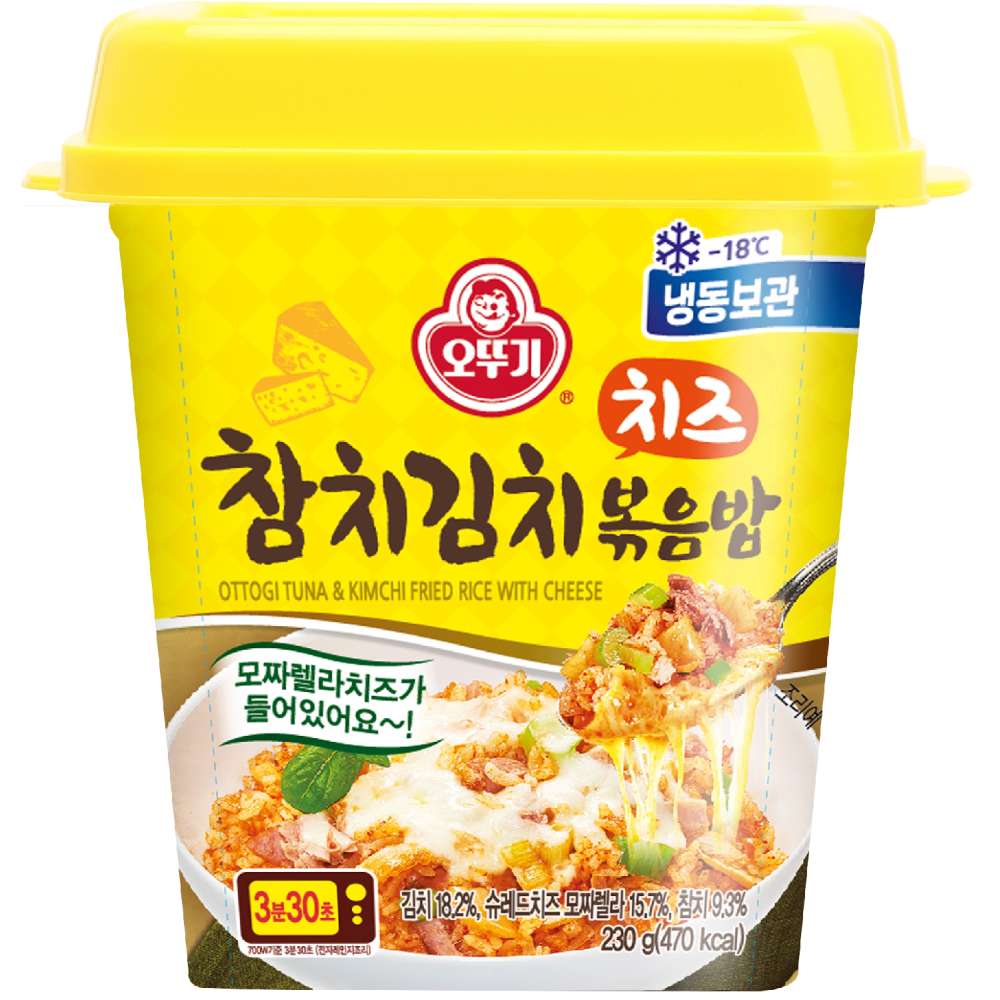 -18℃
냉동보관
오뚜기
®
치즈
참치김치볶음밥
OTTOGI TUNA & KIMCHI FRIED RICE WITH CHEESE
모짜렐라치즈가
들어있어요~!
조리예
3분30초
700W기준 3분 30초 (전자레인지조리)
김치 18.2%, 슈레드치즈 모짜렐라 15.7%, 참치 9.3%
230 g(470 kcal)